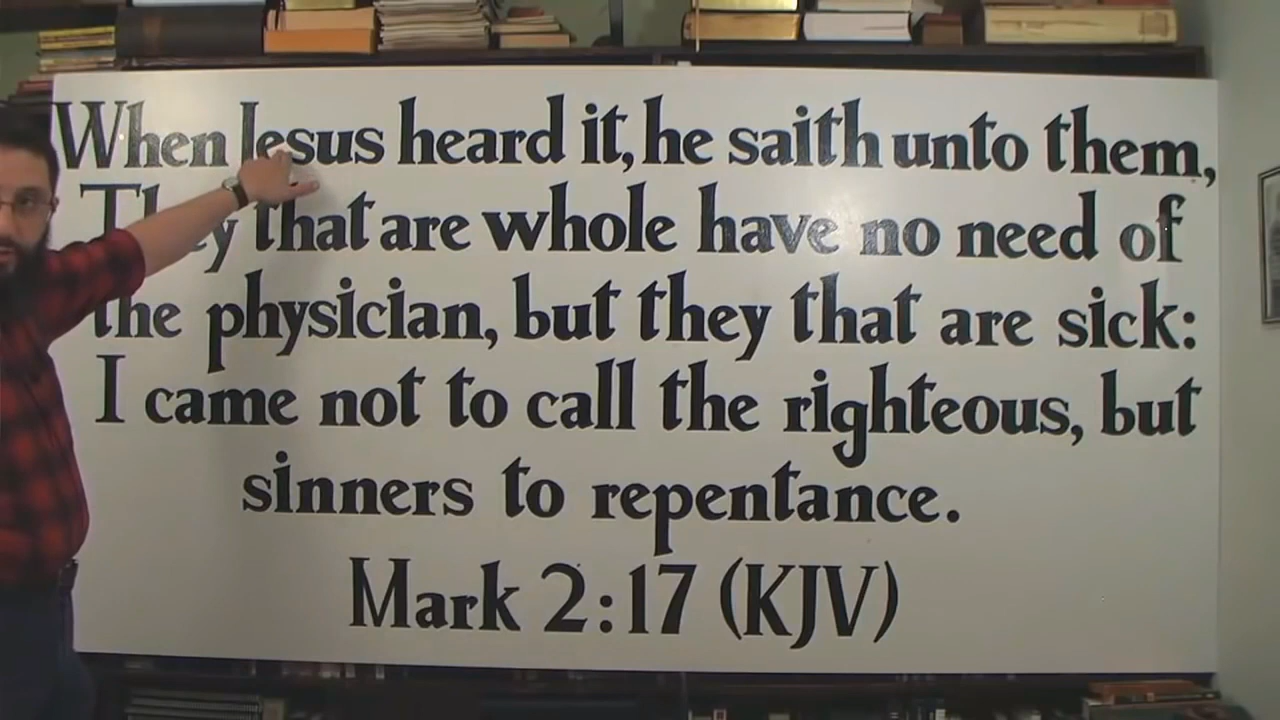 When Jesus heard it, he saith unto them,
They that are whole have no need of
the physician, but they that are sick:
I came not to call the righteous, but
sinners to repentance.
Mark 2:17 (KJV)